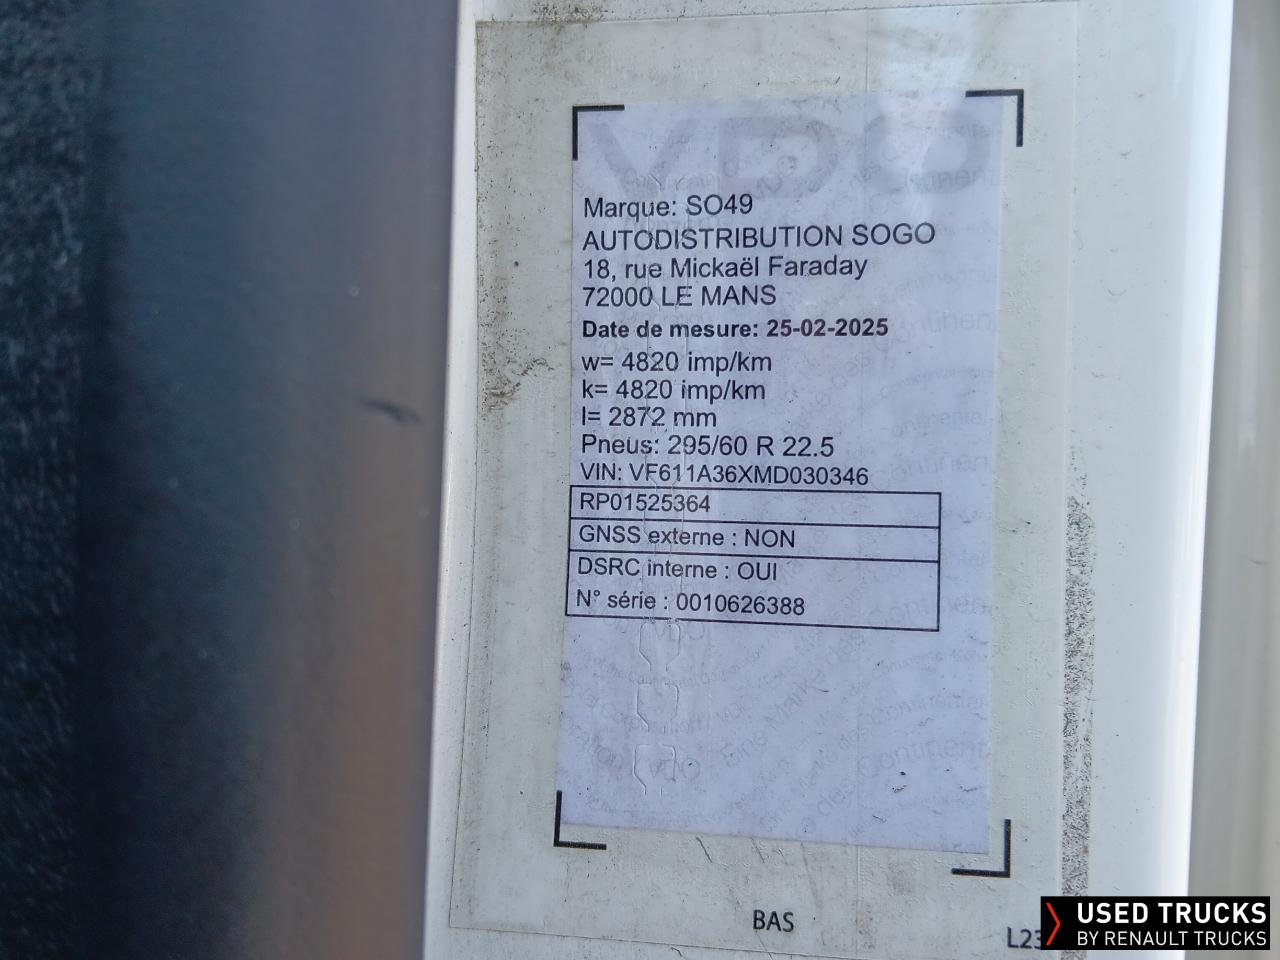 VDO
Marque: SO49
AUTODISTRIBUTION SOGO
18, rue Mickaël Faraday
72000 LE MANS
Date de mesure: 25-02-2025
w= 4820 imp/km
k= 4820 imp/km
l= 2872 mm
Pneus: 295/60 R 22.5
VIN: VF611A36XMD030346
RP01525364
GNSS externe : NON
DSRC interne : OUI
N° série : 0010626388
BAS
USED TRUCKS
BY RENAULT TRUCKS